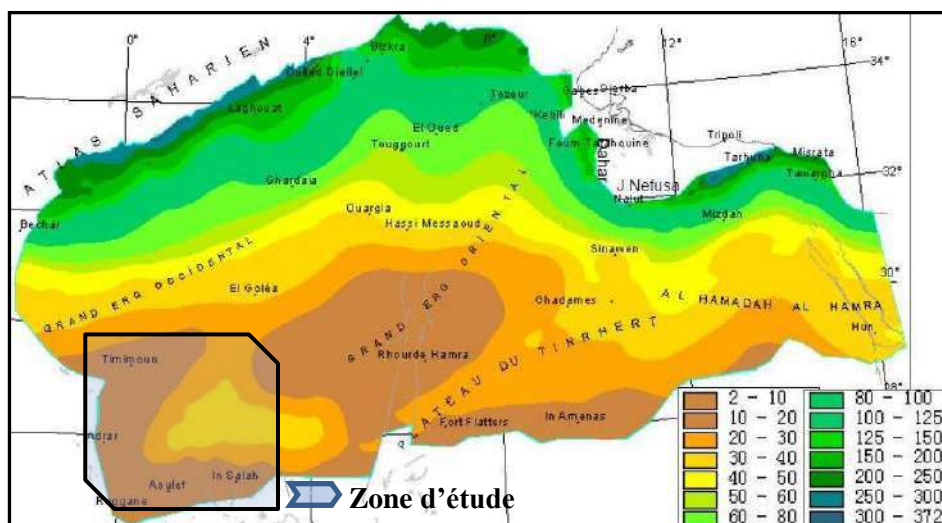 0° 4 8° 12° 16°
34°
Bizkra
ATLAS SAHARIEN
Ouled Djellel
Laghouat
Tozeur
Gabes Djerba
Kebili
Medenine
El Oued
Touggourt
Foum Tatahouine
Dahar
Tripoli
Tarhuna
Misrata
Tawargha
32°
Ghardaia
J.Nefusa
Nalut
Mizdah
Bechar
Ouargla
Hassi Messaoud
Sinawen
30°
GRAND ERG OCCIDENTAL
GRAND ERG ORIENTAL
El Goléa
Ghadames
AL HAMADAH AL HAMRA
Hun
PLATEAU DU TINRHERT
Timimoun
Rhourde Hamra
28°
Fort Flatters
In Amenas
Adrar
Aoulef
In Salah
Reggane
2 - 10 80 - 100
10 - 20 100 - 125
20 - 30 125 - 150
30 - 40 150 - 200
40 - 50 200 - 250
50 - 60 250 - 300
60 - 80 300 - 372
Zone d'étude